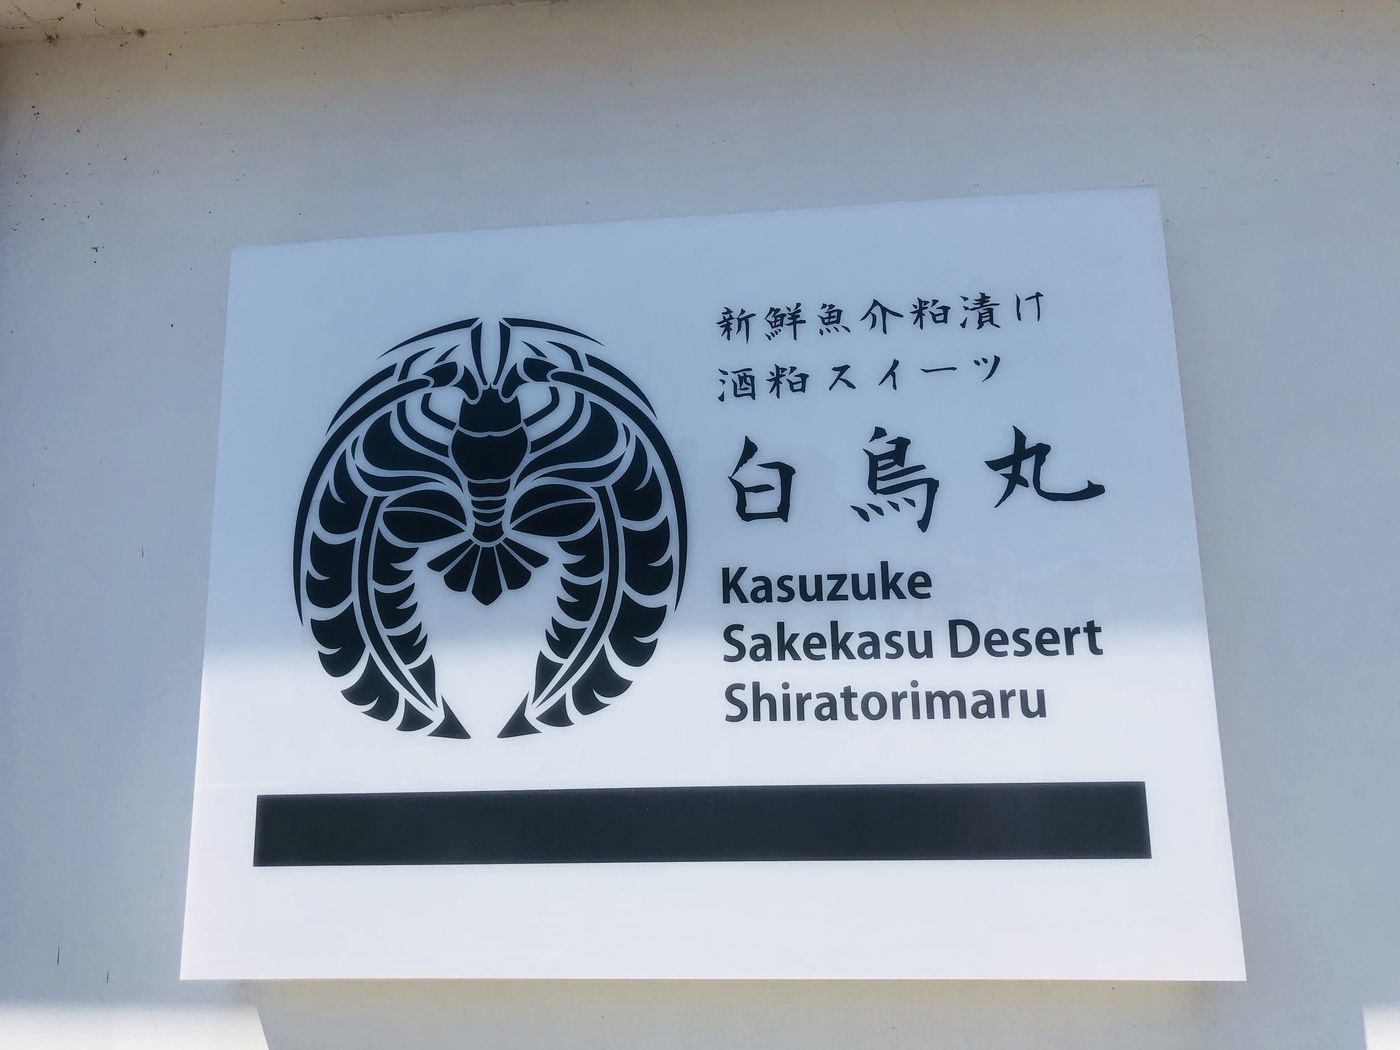 新鮮魚介粕漬け
酒粕スイーツ
白鳥丸
Kasuzuke
Sakekasu Desert
Shiratorimaru